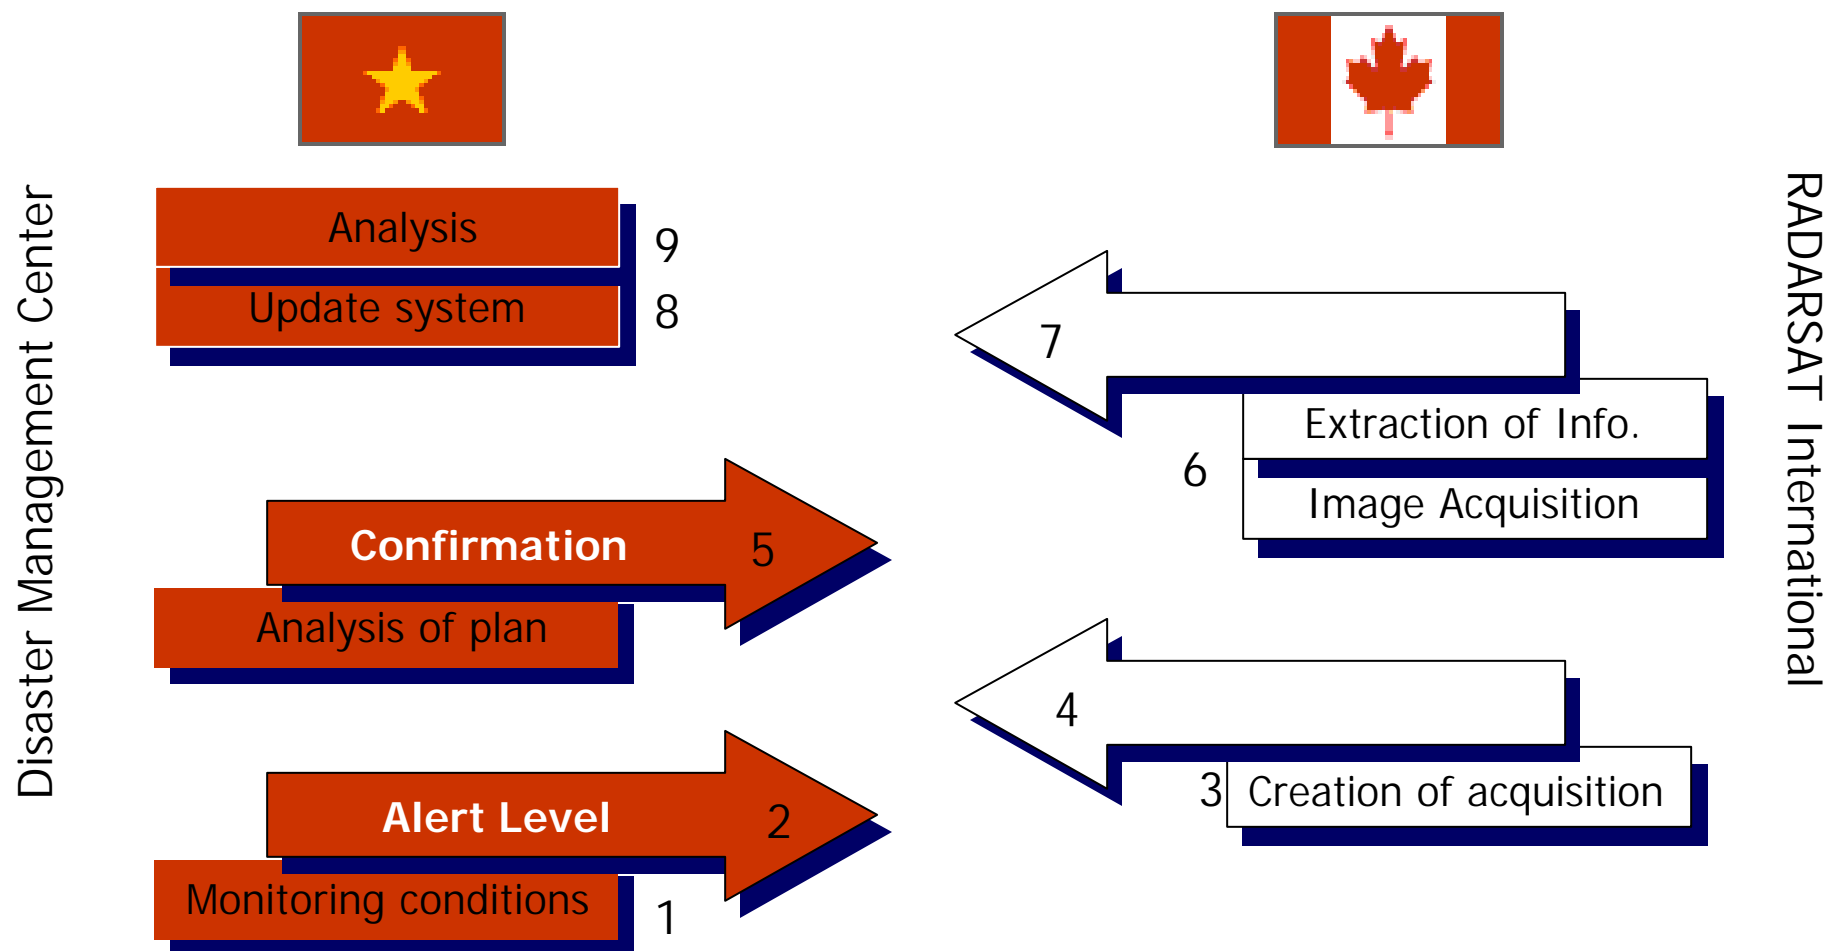 Disaster Management Center
RADARSAT International
Analysis
9
Update system
8
7
Extraction of Info.
6
Image Acquisition
Confirmation
5
Analysis of plan
4
3
Creation of acquisition
Alert Level
2
Monitoring conditions
1